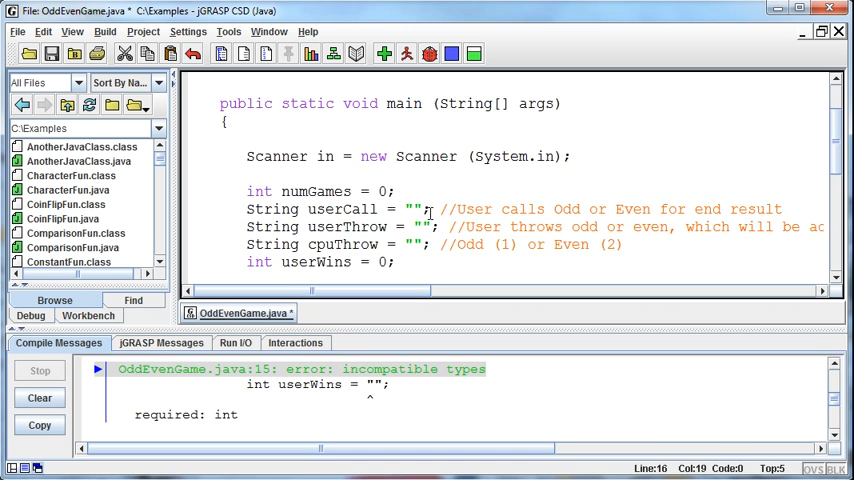 File: OddEvenGame.java * C:\Examples - jGRASP CSD (Java)
File Edit View Build Project Settings Tools Window Help
All Files Sort By Na...
C:\Examples
AnotherJavaClass.class
AnotherJavaClass.java
CharacterFun.class
CharacterFun.java
CoinFlipFun.class
CoinFlipFun.java
ComparisonFun.class
ComparisonFun.java
ConstantFun.class
Browse Find
Debug Workbench
public static void main (String[] args)
{
Scanner in = new Scanner (System.in);
int numGames = 0;
String userCall = ""; //User calls Odd or Even for end result
String userThrow = ""; //User throws odd or even, which will be ad
String cpuThrow = ""; //Odd (1) or Even (2)
int userWins = 0;
OddEvenGame.java *
Compile Messages jGRASP Messages Run I/O Interactions
Stop
Clear
Copy
OddEvenGame.java:15: error: incompatible types
int userWins = "";
^
required: int
Line:16 Col:19 Code:0 Top:5 OVS BLK